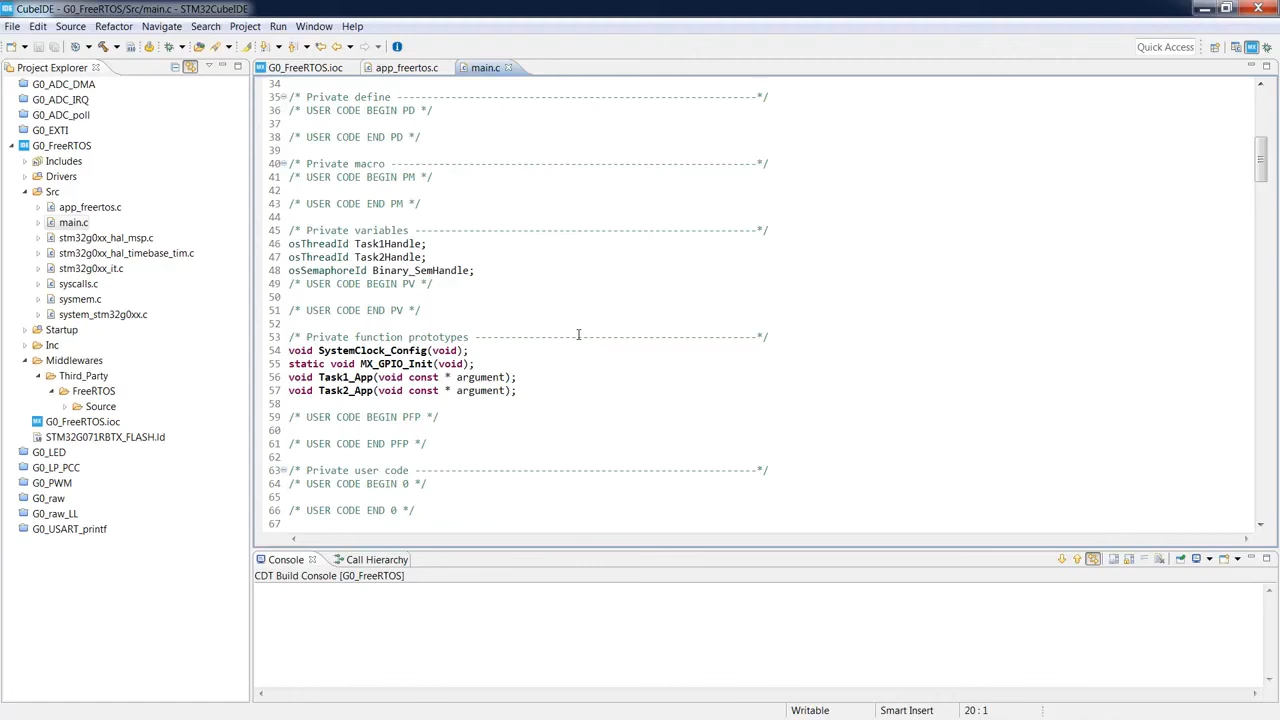 CubeIDE - G0_FreeRTOS/Src/main.c - STM32CubeIDE
File Edit Source Refactor Navigate Search Project Run Window Help
Quick Access
Project Explorer
G0_ADC_DMA
G0_ADC_IRQ
G0_ADC_poll
G0_EXTI
G0_FreeRTOS
Includes
Drivers
Src
app_freertos.c
main.c
stm32g0xx_hal_msp.c
stm32g0xx_hal_timebase_tim.c
stm32g0xx_it.c
syscalls.c
sysmem.c
system_stm32g0xx.c
Startup
Inc
Middlewares
Third_Party
FreeRTOS
Source
G0_FreeRTOS.ioc
STM32G071RBTX_FLASH.ld
G0_LED
G0_LP_PCC
G0_PWM
G0_raw
G0_raw_LL
G0_USART_printf
G0_FreeRTOS.ioc app_freertos.c main.c
34
35 /* Private define ------------------------------------------------------------*/
36 /* USER CODE BEGIN PD */
37
38 /* USER CODE END PD */
39
40 /* Private macro -------------------------------------------------------------*/
41 /* USER CODE BEGIN PM */
42
43 /* USER CODE END PM */
44
45 /* Private variables ---------------------------------------------------------*/
46 osThreadId Task1Handle;
47 osThreadId Task2Handle;
48 osSemaphoreId Binary_SemHandle;
49 /* USER CODE BEGIN PV */
50
51 /* USER CODE END PV */
52
53 /* Private function prototypes -----------------------------------------------*/
54 void SystemClock_Config(void);
55 static void MX_GPIO_Init(void);
56 void Task1_App(void const * argument);
57 void Task2_App(void const * argument);
58
59 /* USER CODE BEGIN PFP */
60
61 /* USER CODE END PFP */
62
63 /* Private user code ---------------------------------------------------------*/
64 /* USER CODE BEGIN 0 */
65
66 /* USER CODE END 0 */
67
Console Call Hierarchy
CDT Build Console [G0_FreeRTOS]
Writable Smart Insert 20 : 1